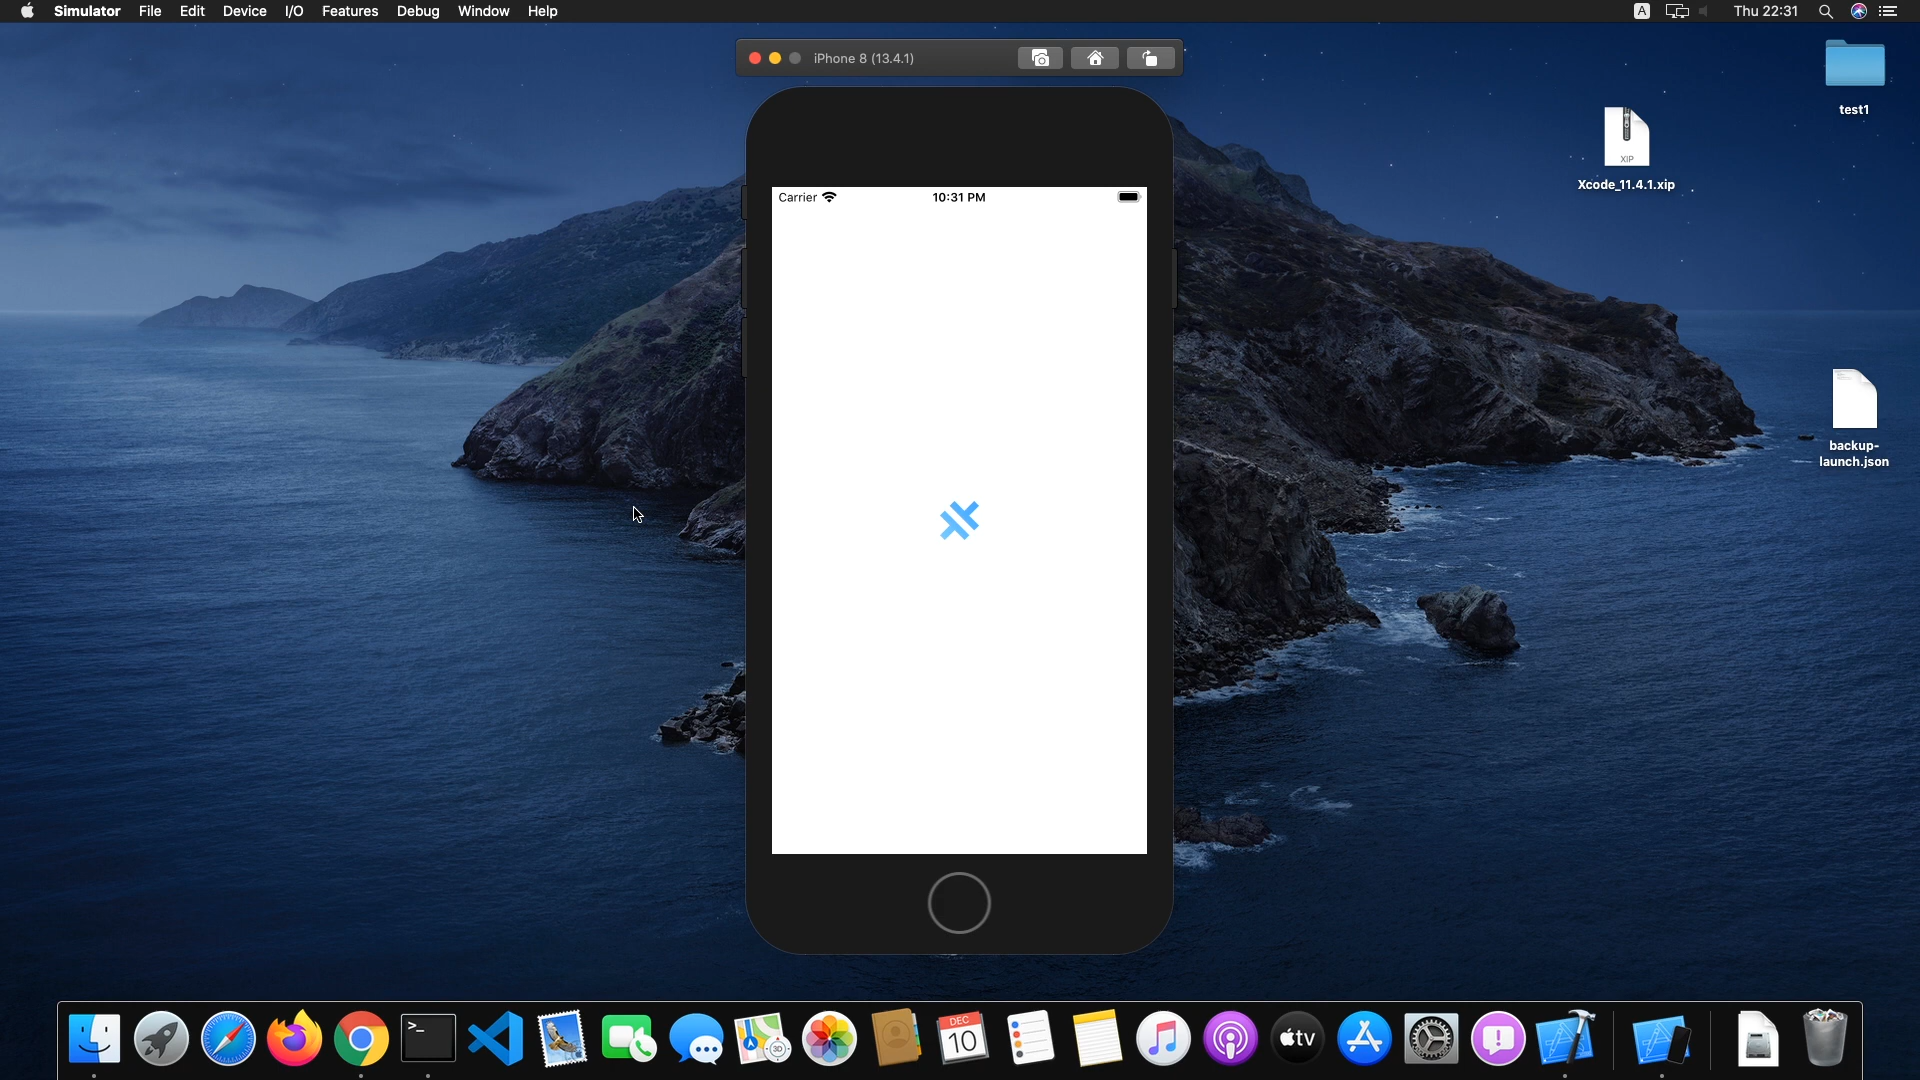 Simulator File Edit Device I/O Features Debug Window Help A Thu 22:31
iPhone 8 (13.4.1)
test1
XIP
Xcode_11.4.1.xip
Carrier 10:31 PM
backup-
launch.json
>_
3D
DEC
10
tv